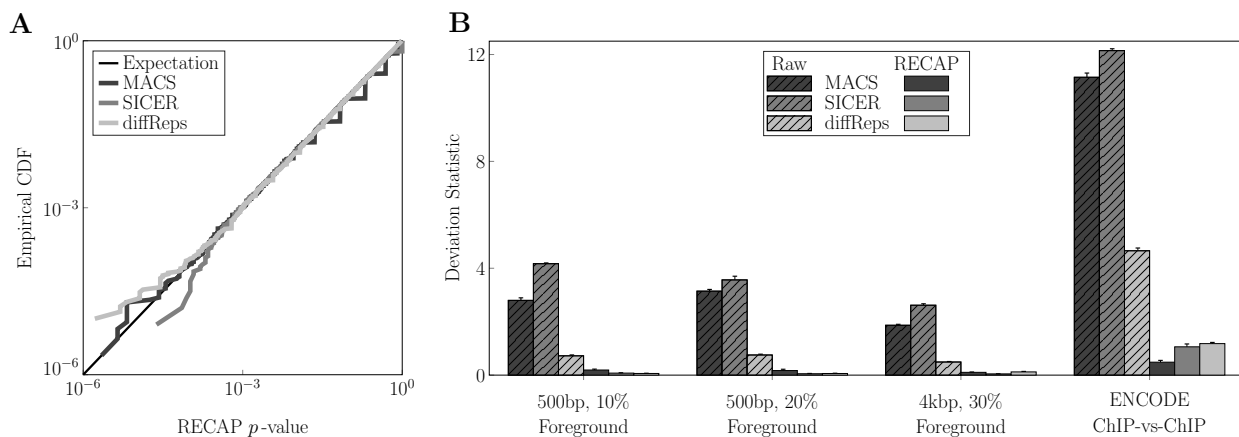 A
10^0
Expectation
MACS
SICER
diffReps
Empirical CDF
10^-3
10^-6
10^-6
10^-3
10^0
RECAP p-value
B
12
Raw RECAP
MACS
SICER
diffReps
Deviation Statistic
8
4
0
500bp, 10%
Foreground
500bp, 20%
Foreground
4kbp, 30%
Foreground
ENCODE
ChIP-vs-ChIP